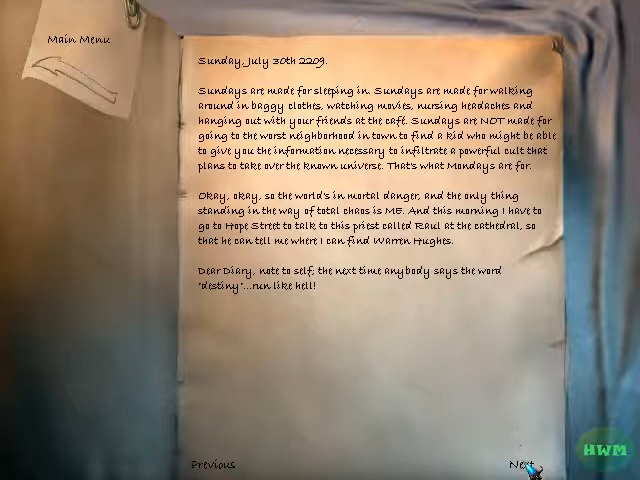 Main Menu
Sunday, July 30th 2209.
Sundays are made for sleeping in. Sundays are made for walking
around in baggy clothes, watching movies, nursing headaches and
hanging out with your friends at the café. Sundays are NOT made for
going to the worst neighborhood in town to find a kid who might be able
to give you the information necessary to infiltrate a powerful cult that
plans to take over the known universe. That's what Mondays are for.
Okay, okay, so the world's in mortal danger, and the only thing
standing in the way of total chaos is ME. And this morning I have to
go to Hope Street to talk to this priest called Raul at the cathedral, so
that he can tell me where I can find Warren Hughes.
Dear Diary, note to self, the next time anybody says the word
"destiny"...run like hell!
Previous
Next
HWM